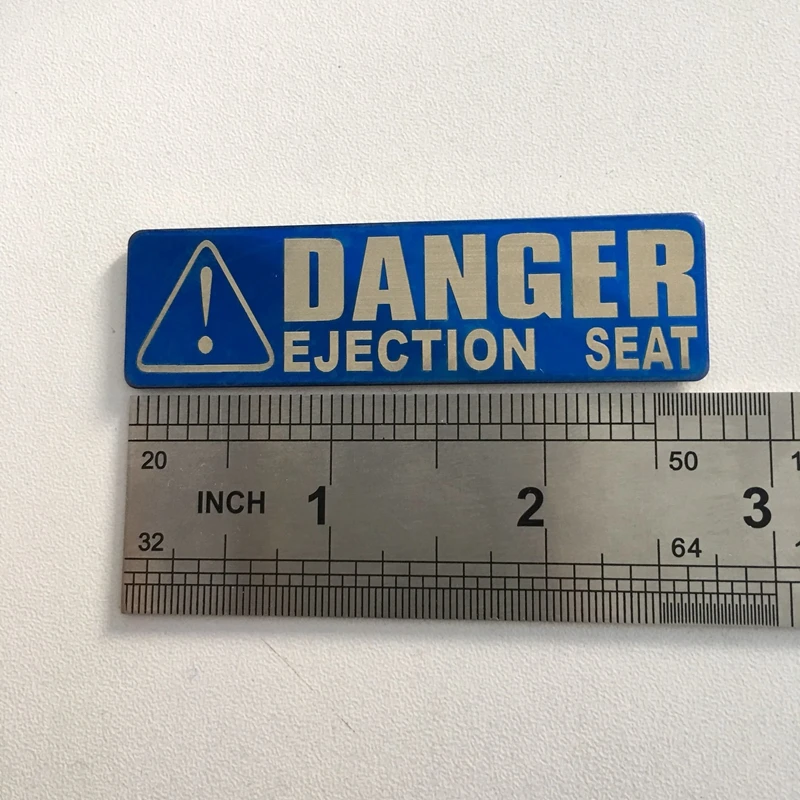 DANGER
EJECTION SEAT
20 50
INCH 1 2 3
32 64